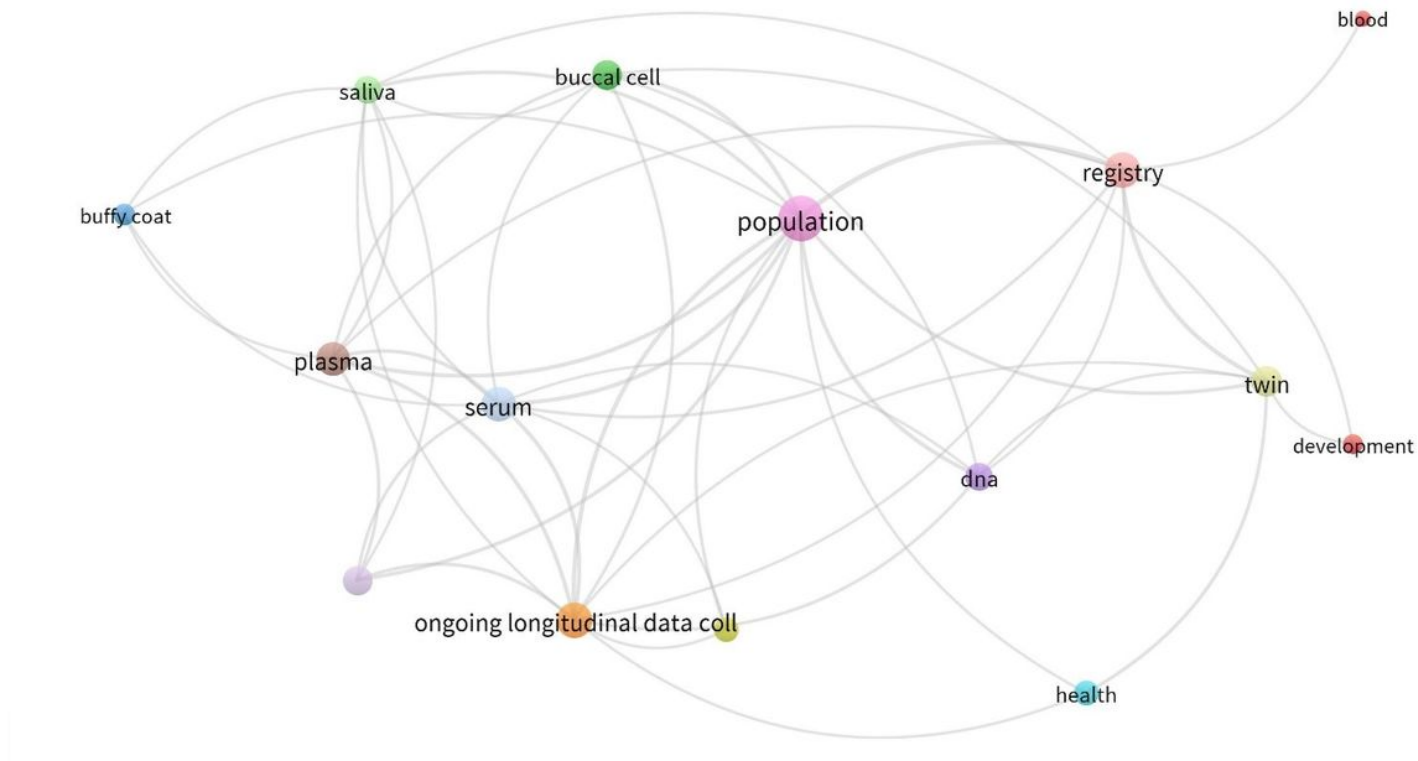 blood
buccal cell
saliva
registry
buffy coat
population
plasma
twin
serum
development
dna
ongoing longitudinal data coll
health